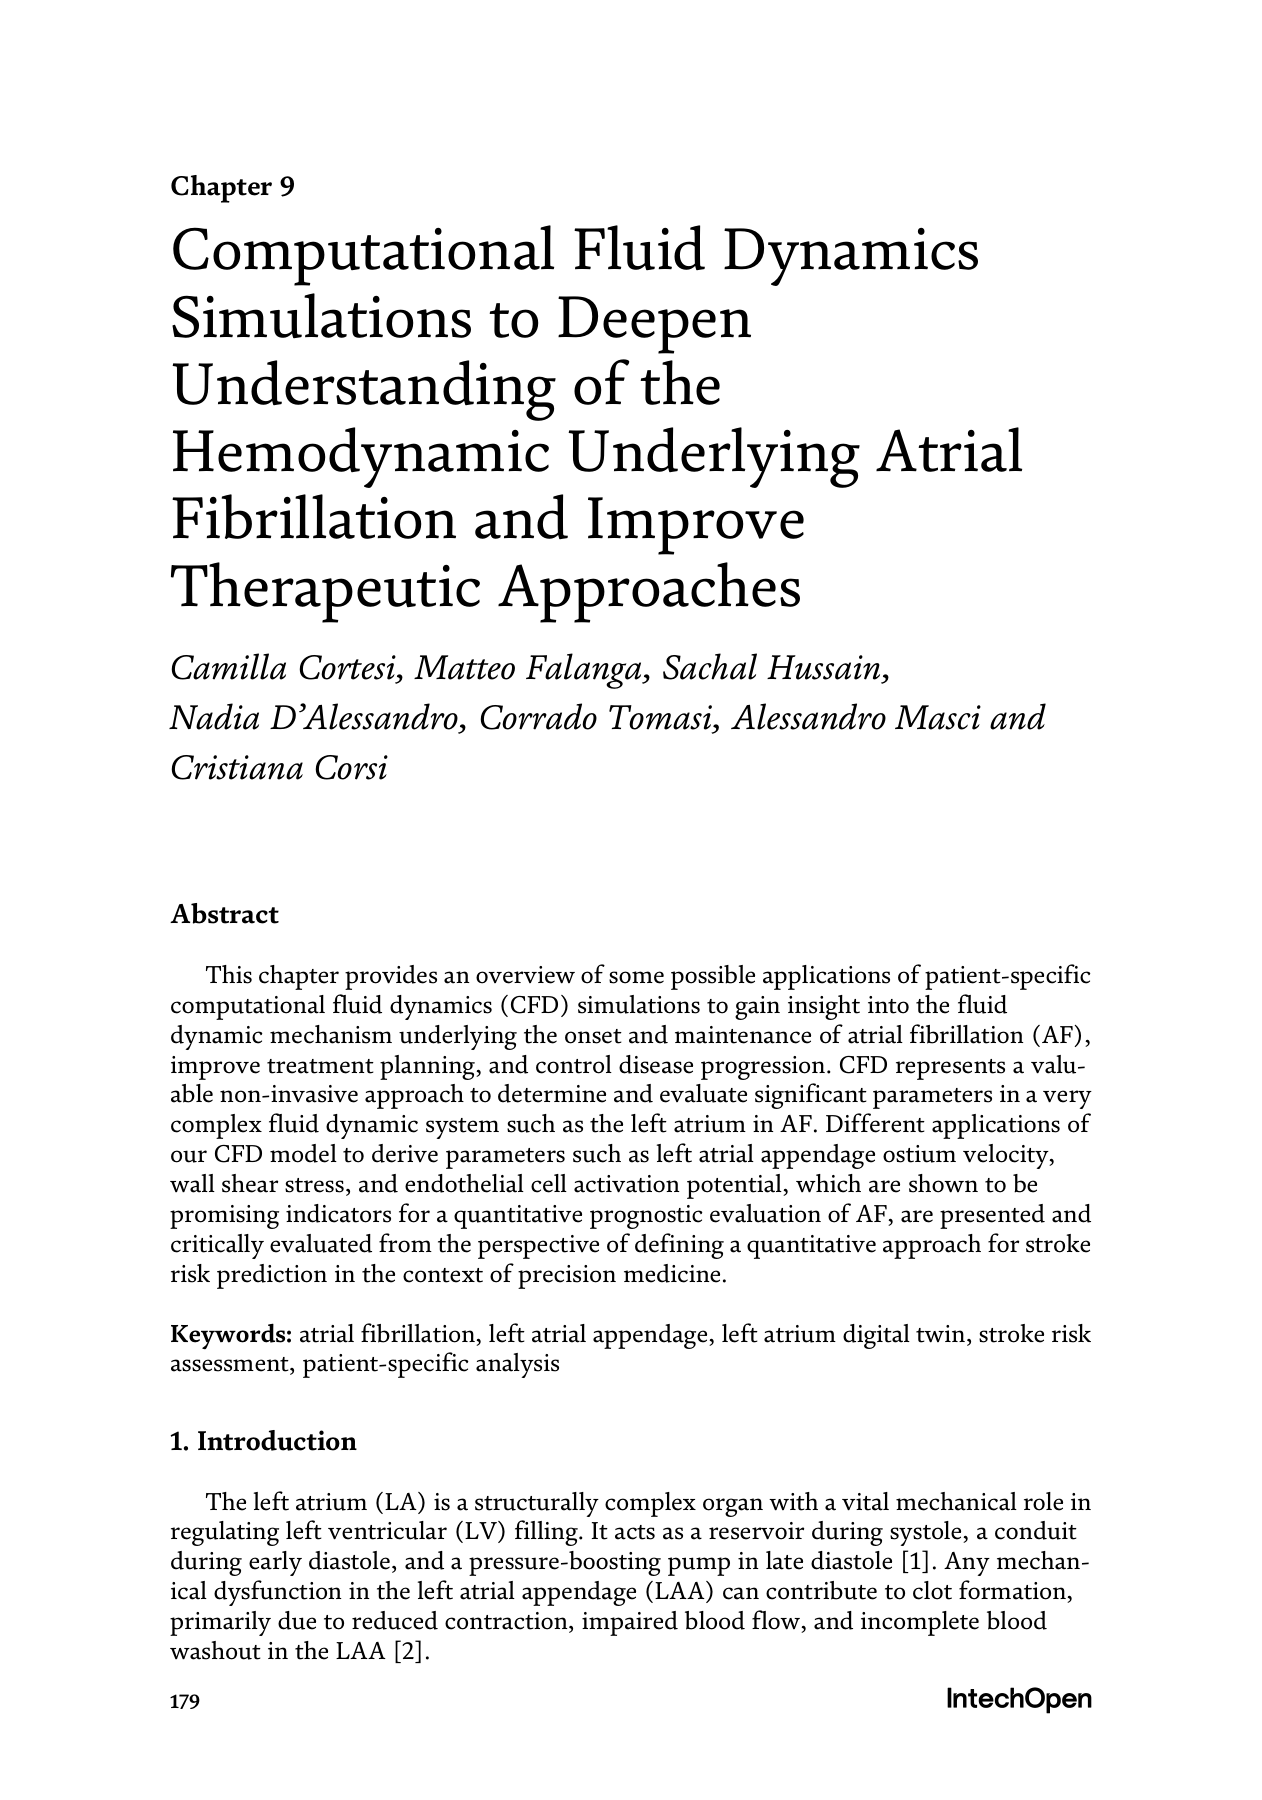 Chapter 9
Computational Fluid Dynamics
Simulations to Deepen
Understanding of the
Hemodynamic Underlying Atrial
Fibrillation and Improve
Therapeutic Approaches
Camilla Cortesi, Matteo Falanga, Sachal Hussain,
Nadia D’Alessandro, Corrado Tomasi, Alessandro Masci and
Cristiana Corsi
Abstract
This chapter provides an overview of some possible applications of patient-specific
computational fluid dynamics (CFD) simulations to gain insight into the fluid
dynamic mechanism underlying the onset and maintenance of atrial fibrillation (AF),
improve treatment planning, and control disease progression. CFD represents a valu-
able non-invasive approach to determine and evaluate significant parameters in a very
complex fluid dynamic system such as the left atrium in AF. Different applications of
our CFD model to derive parameters such as left atrial appendage ostium velocity,
wall shear stress, and endothelial cell activation potential, which are shown to be
promising indicators for a quantitative prognostic evaluation of AF, are presented and
critically evaluated from the perspective of defining a quantitative approach for stroke
risk prediction in the context of precision medicine.
Keywords: atrial fibrillation, left atrial appendage, left atrium digital twin, stroke risk
assessment, patient-specific analysis
1. Introduction
The left atrium (LA) is a structurally complex organ with a vital mechanical role in
regulating left ventricular (LV) filling. It acts as a reservoir during systole, a conduit
during early diastole, and a pressure-boosting pump in late diastole [1]. Any mechan-
ical dysfunction in the left atrial appendage (LAA) can contribute to clot formation,
primarily due to reduced contraction, impaired blood flow, and incomplete blood
washout in the LAA [2].
179
IntechOpen